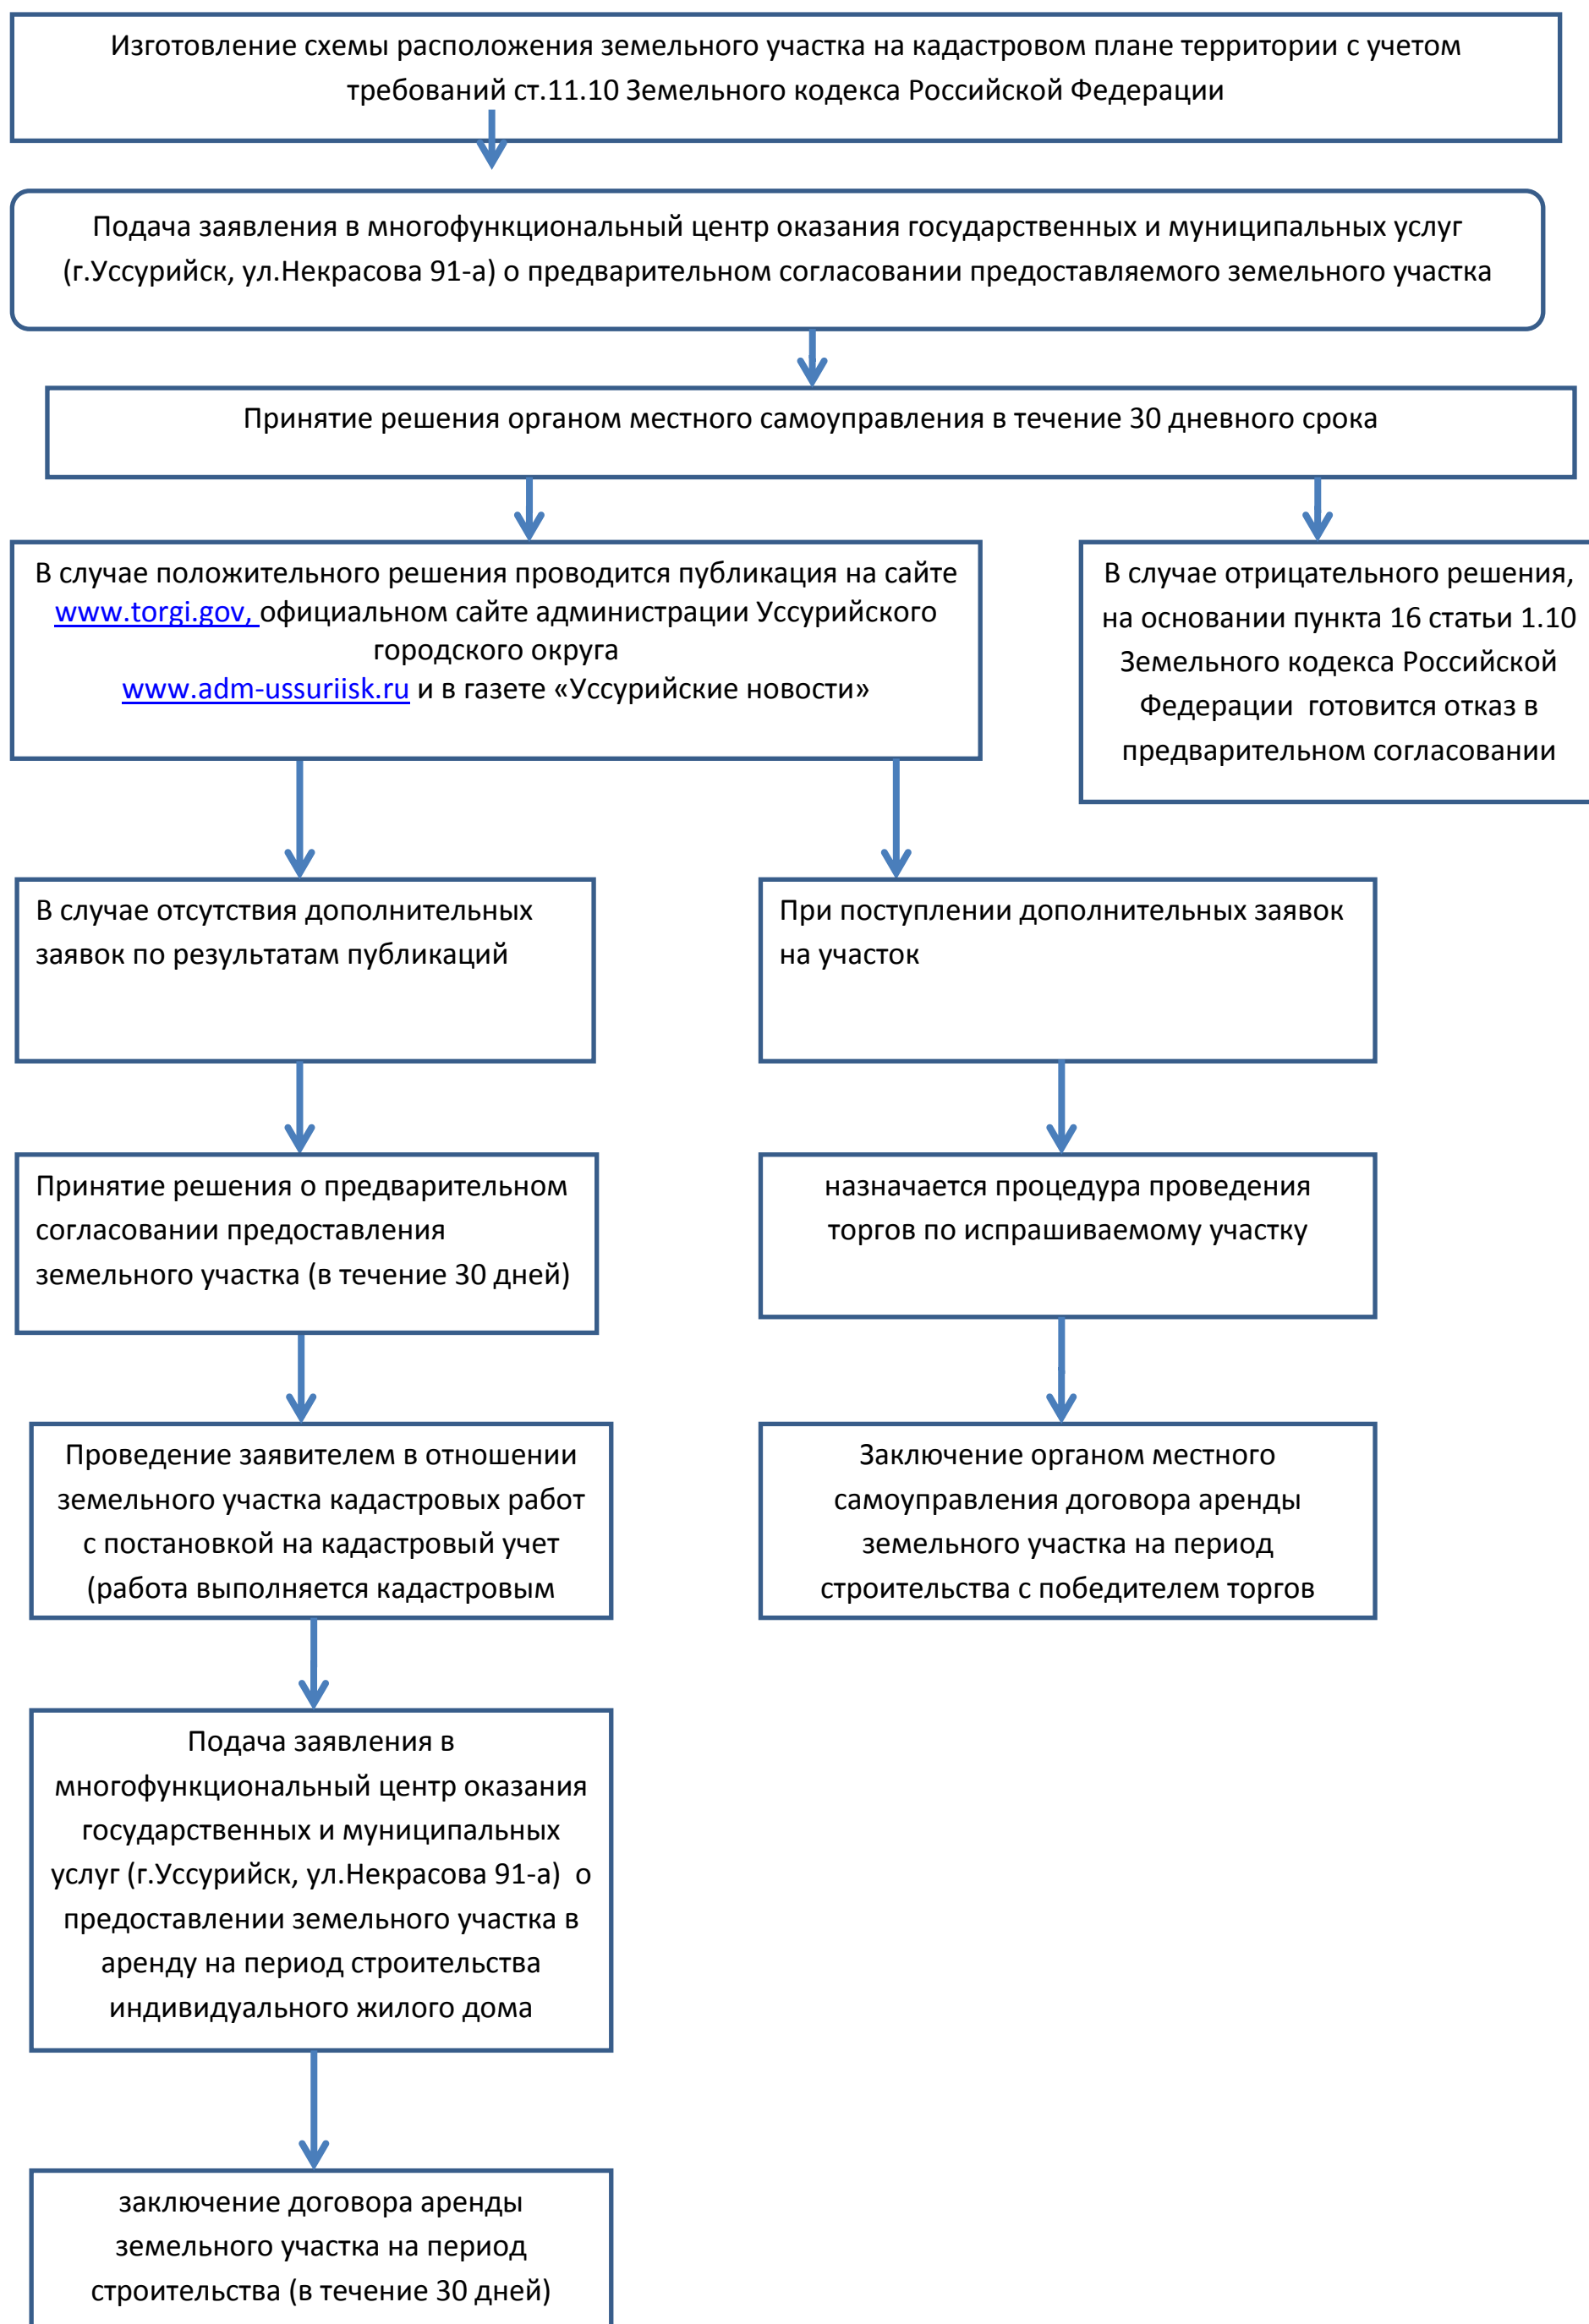 Изготовление схемы расположения земельного участка на кадастровом плане территории с учетом
требований ст.11.10 Земельного кодекса Российской Федерации
Подача заявления в многофункциональный центр оказания государственных и муниципальных услуг
(г.Уссурийск, ул.Некрасова 91-а) о предварительном согласовании предоставляемого земельного участка
Принятие решения органом местного самоуправления в течение 30 дневного срока
В случае положительного решения проводится публикация на сайте
www.torgi.gov, официальном сайте администрации Уссурийского
городского округа
www.adm-ussuriisk.ru и в газете «Уссурийские новости»
В случае отрицательного решения,
на основании пункта 16 статьи 1.10
Земельного кодекса Российской
Федерации  готовится отказ в
предварительном согласовании
В случае отсутствия дополнительных
заявок по результатам публикаций
При поступлении дополнительных заявок
на участок
Принятие решения о предварительном
согласовании предоставления
земельного участка (в течение 30 дней)
назначается процедура проведения
торгов по испрашиваемому участку
Проведение заявителем в отношении
земельного участка кадастровых работ
с постановкой на кадастровый учет
(работа выполняется кадастровым
Заключение органом местного
самоуправления договора аренды
земельного участка на период
строительства с победителем торгов
Подача заявления в
многофункциональный центр оказания
государственных и муниципальных
услуг (г.Уссурийск, ул.Некрасова 91-а)  о
предоставлении земельного участка в
аренду на период строительства
индивидуального жилого дома
заключение договора аренды
земельного участка на период
строительства (в течение 30 дней)